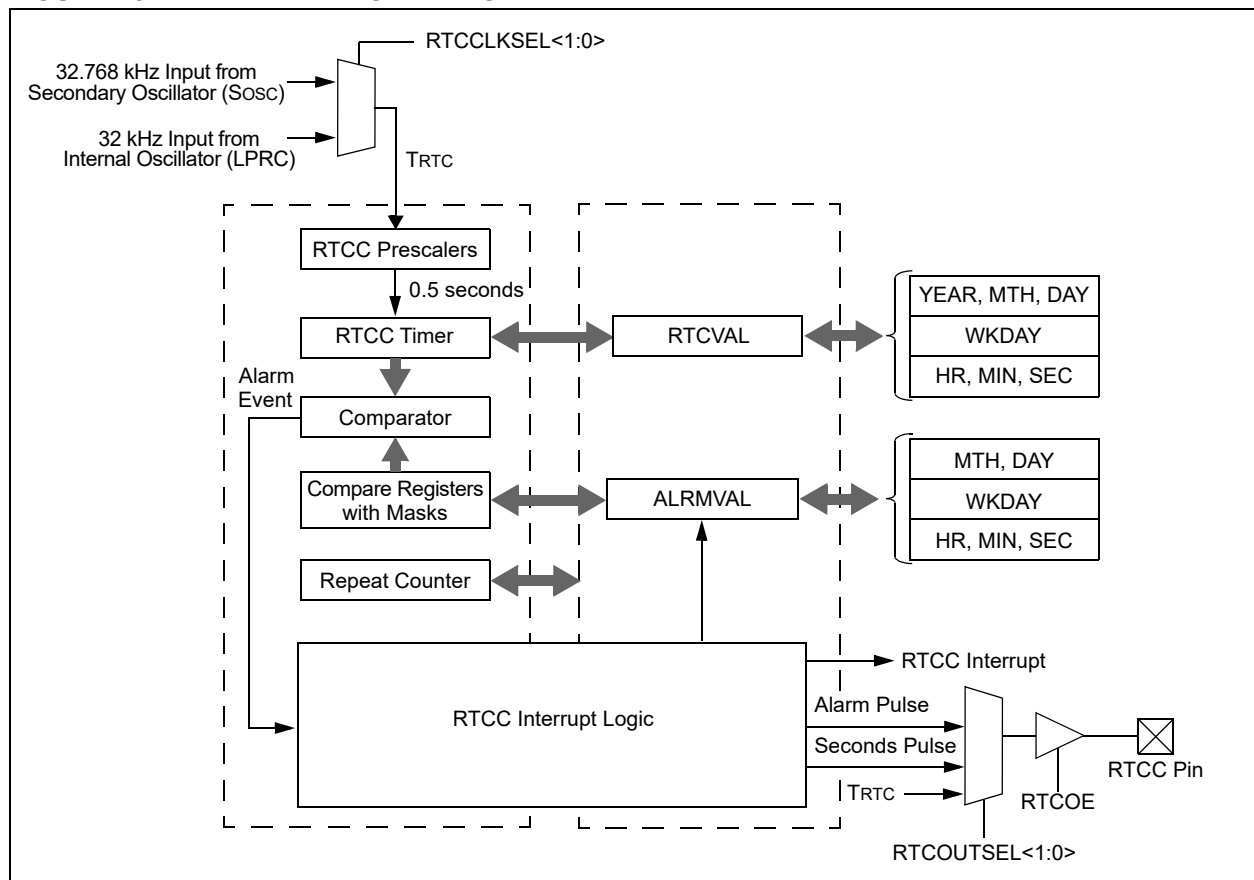 RTCCLKSEL<1:0>
32.768 kHz Input from
Secondary Oscillator (SOSC)
32 kHz Input from
Internal Oscillator (LPRC)
TRTC
RTCC Prescalers
0.5 seconds
RTCC Timer
RTCVAL
YEAR, MTH, DAY
WKDAY
HR, MIN, SEC
Alarm
Event
Comparator
Compare Registers
with Masks
ALRMVAL
MTH, DAY
WKDAY
HR, MIN, SEC
Repeat Counter
RTCC Interrupt Logic
RTCC Interrupt
Alarm Pulse
Seconds Pulse
TRTC
RTCOE
RTCC Pin
RTCOUTSEL<1:0>